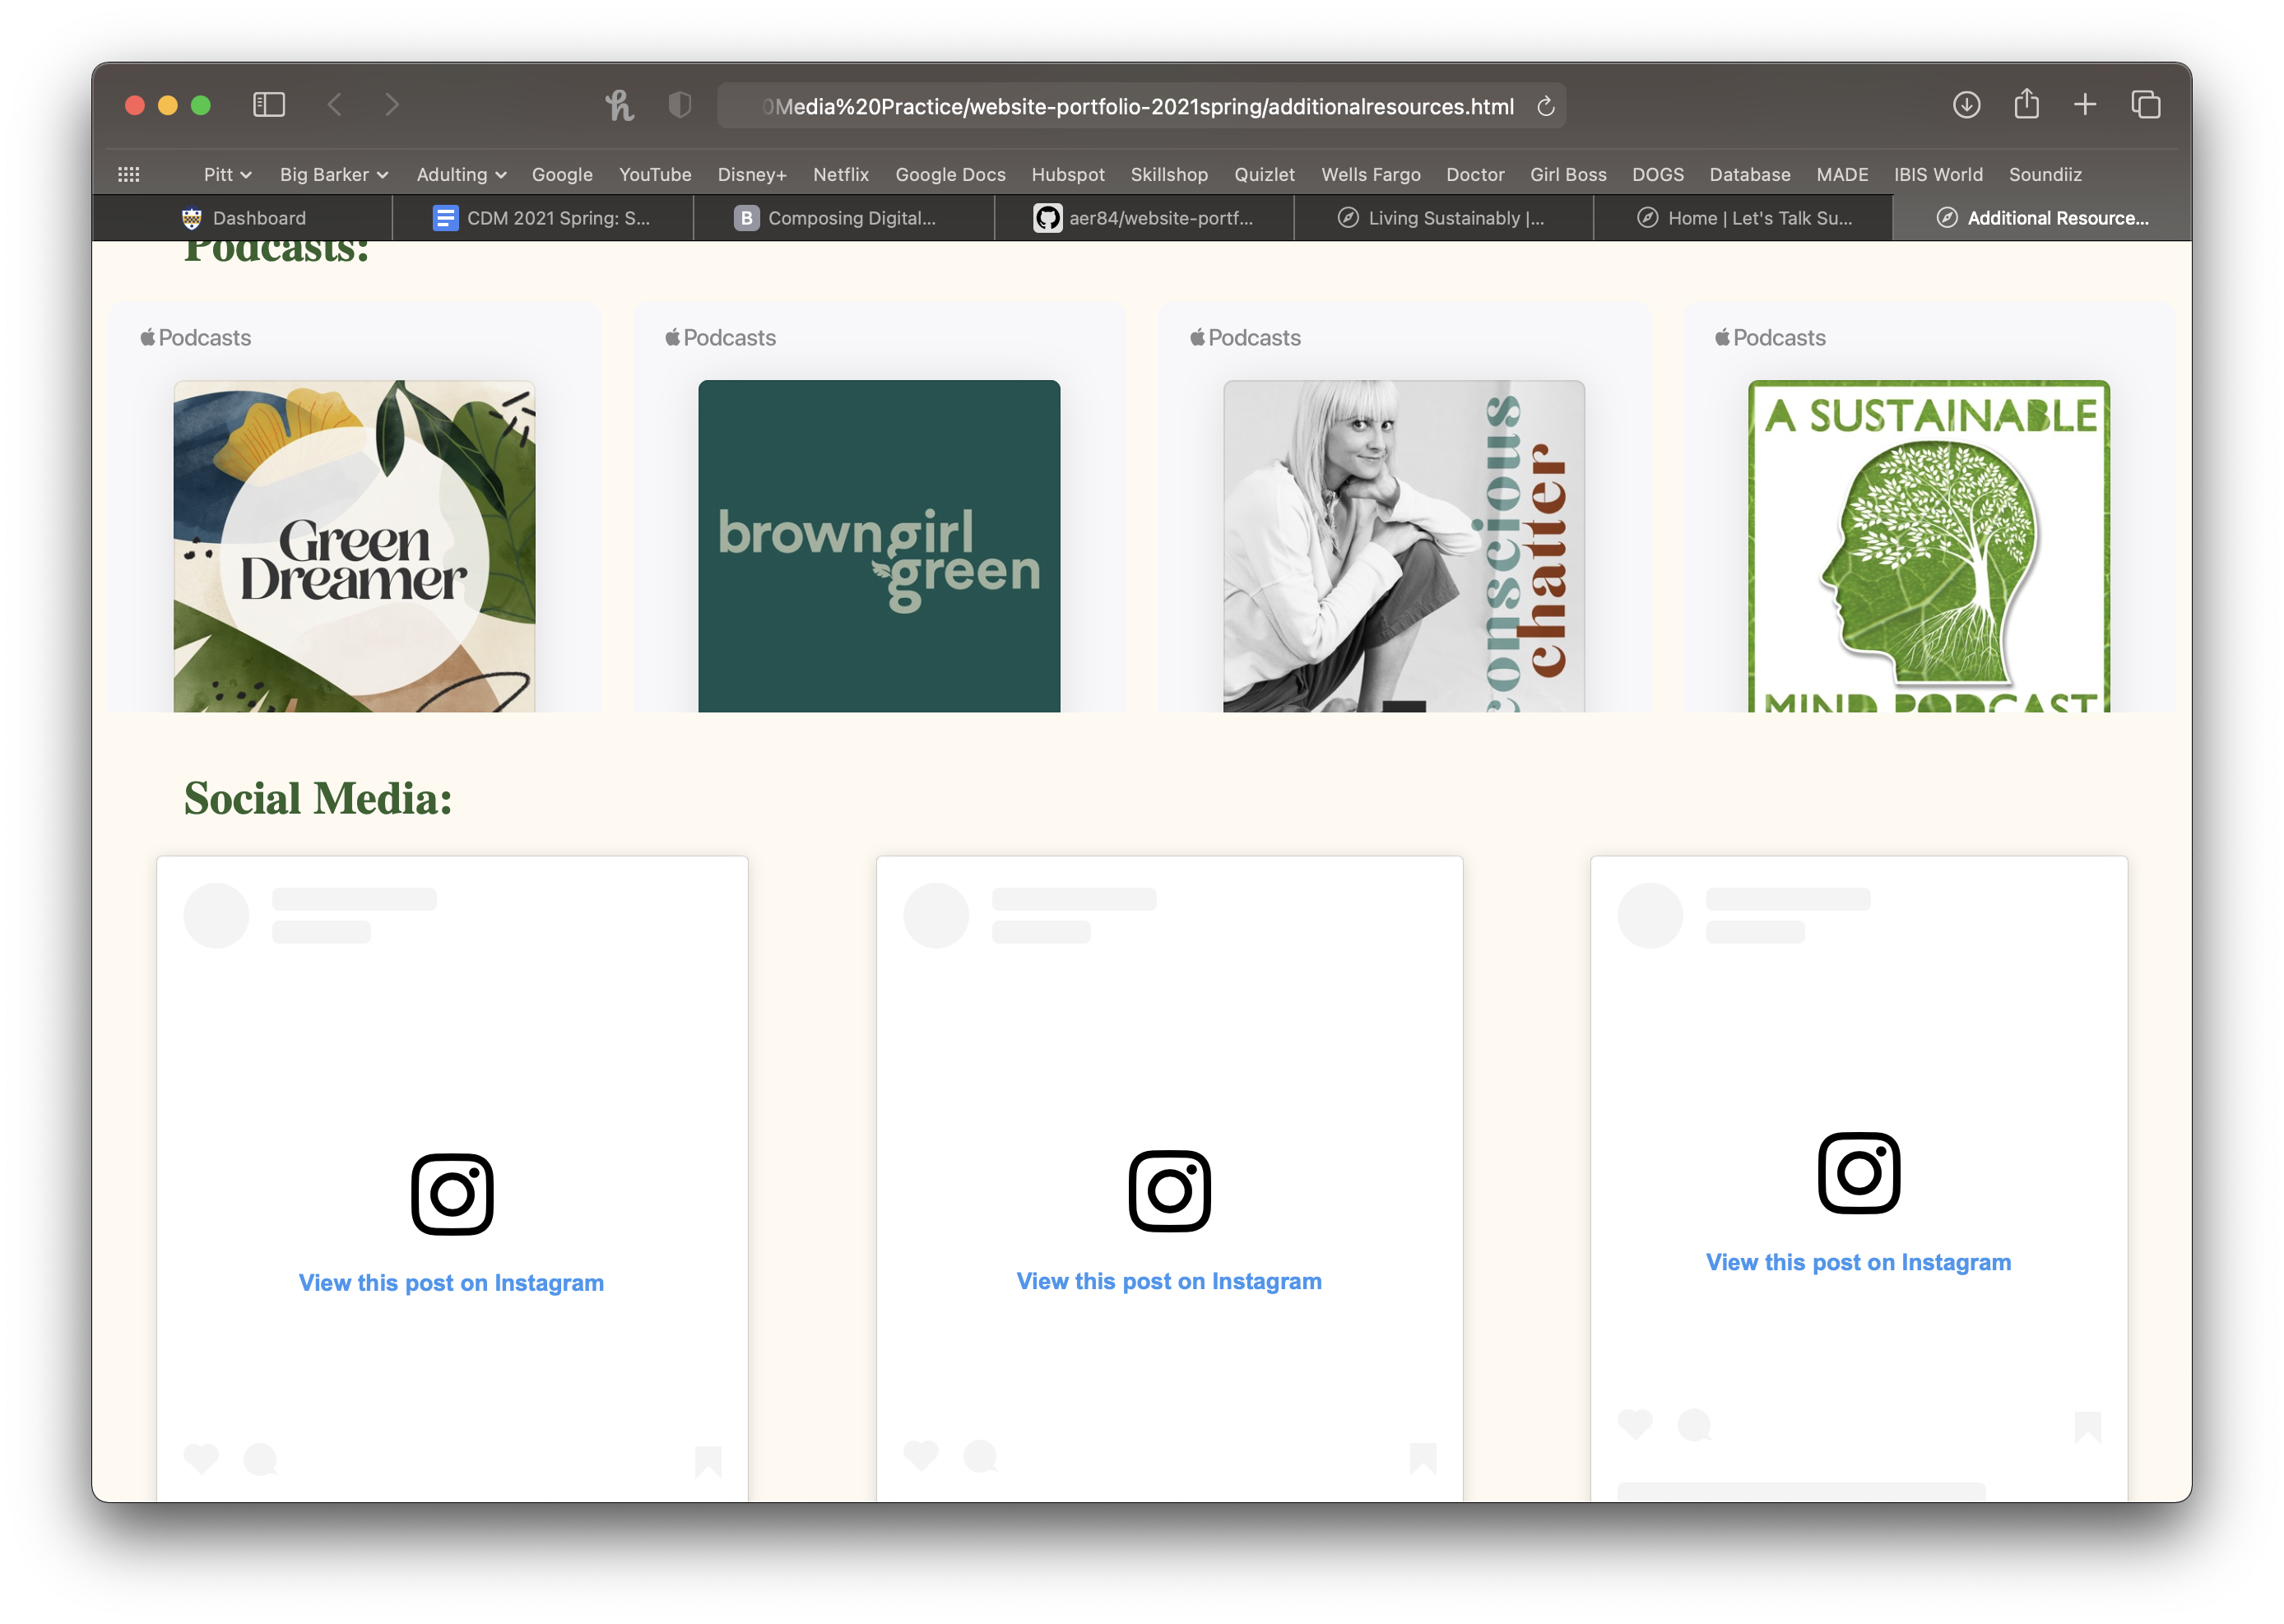 0Media%20Practice/website-portfolio-2021spring/additionalresources.html
Pitt Big Barker Adulting Google YouTube Disney+ Netflix Google Docs Hubspot Skillshop Quizlet Wells Fargo Doctor Girl Boss DOGS Database MADE IBIS World Soundiiz
Dashboard CDM 2021 Spring: S... B Composing Digital... aer84/website-portf... Living Sustainably |... Home | Let's Talk Su... Additional Resource...
Podcasts:
Podcasts Podcasts Podcasts Podcasts
Green
Dreamer
browngirl
green
conscious
chatter
A SUSTAINABLE
MIND PODCAST
Social Media:
View this post on Instagram View this post on Instagram View this post on Instagram